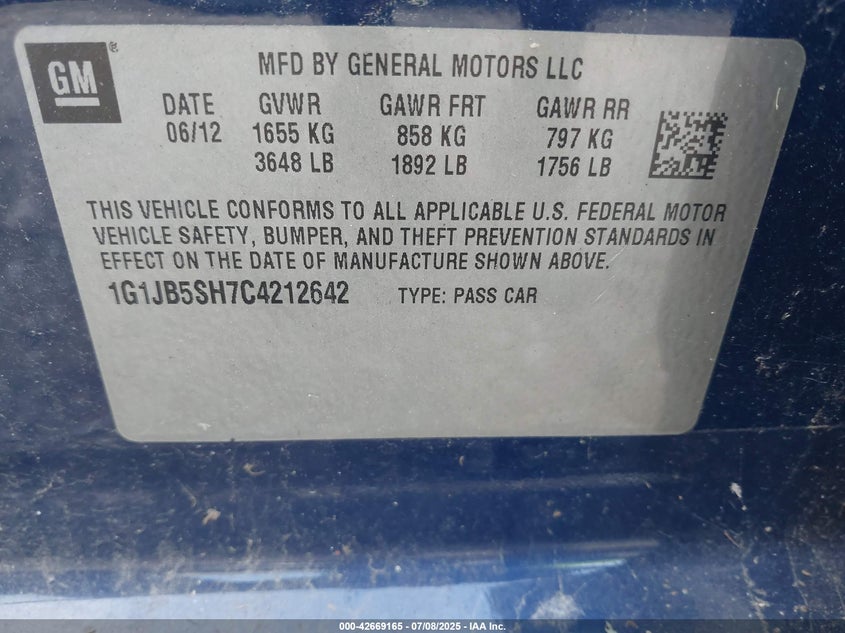 GM ®
MFD BY GENERAL MOTORS LLC
DATE GVWR GAWR FRT GAWR RR
06/12 1655 KG 858 KG 797 KG
3648 LB 1892 LB 1756 LB
THIS VEHICLE CONFORMS TO ALL APPLICABLE U.S. FEDERAL MOTOR
VEHICLE SAFETY, BUMPER, AND THEFT PREVENTION STANDARDS IN
EFFECT ON THE DATE OF MANUFACTURE SHOWN ABOVE.
1G1JB5SH7C4212642 TYPE: PASS CAR
000-42669165 - 07/08/2025 - IAA Inc.